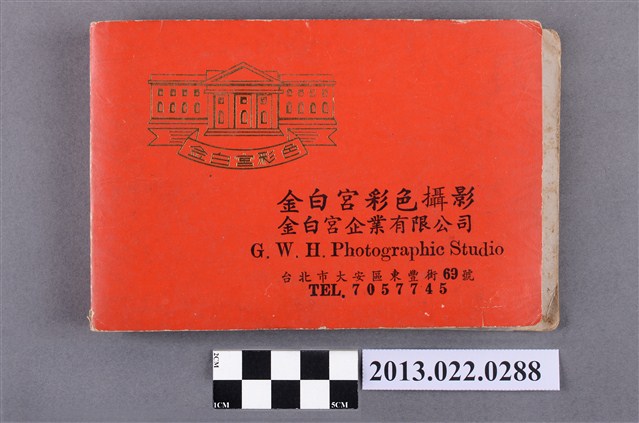 金白宮彩色
金白宮彩色攝影
金白宮企業有限公司
G. W. H. Photographic Studio
台北市大安區東豐街69號
TEL. 7057745
2CM
1CM 5CM
2013.022.0288